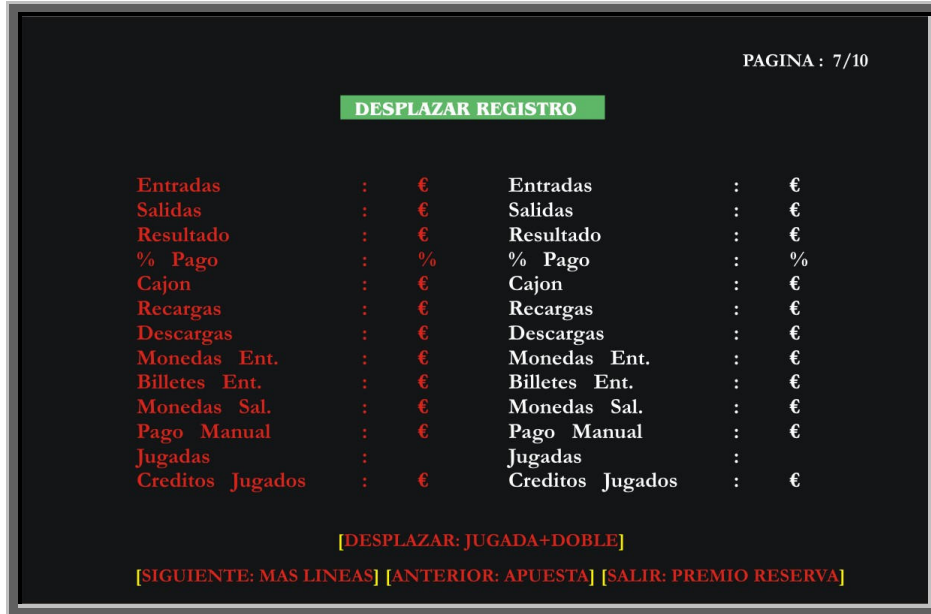 PAGINA : 7/10
DESPLAZAR REGISTRO
Entradas : € Entradas : €
Salidas : € Salidas : €
Resultado : € Resultado : €
% Pago : % % Pago : %
Cajon : € Cajon : €
Recargas : € Recargas : €
Descargas : € Descargas : €
Monedas Ent. : € Monedas Ent. : €
Billetes Ent. : € Billetes Ent. : €
Monedas Sal. : € Monedas Sal. : €
Pago Manual : € Pago Manual : €
Jugadas : Jugadas :
Creditos Jugados : € Creditos Jugados : €
[DESPLAZAR: JUGADA+DOBLE]
[SIGUIENTE: MAS LINEAS] [ANTERIOR: APUESTA] [SALIR: PREMIO RESERVA]